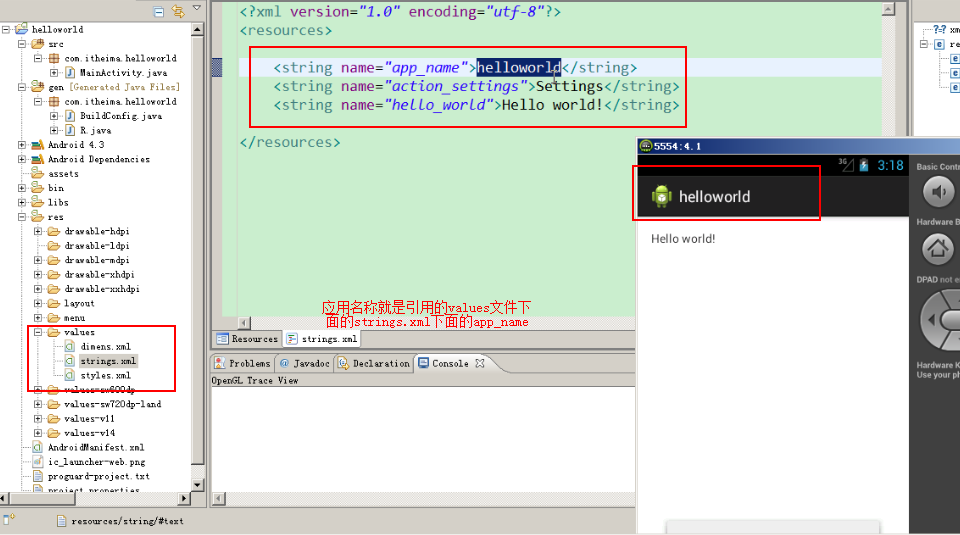 helloworld
src
com.itheima.helloworld
MainActivity.java
gen [Generated Java Files]
com.itheima.helloworld
BuildConfig.java
R.java
Android 4.3
Android Dependencies
assets
bin
libs
res
drawable-hdpi
drawable-ldpi
drawable-mdpi
drawable-xhdpi
drawable-xxhdpi
layout
menu
values
dimens.xml
strings.xml
styles.xml
values-sw600dp
values-sw720dp-land
values-v11
values-v14
AndroidManifest.xml
ic_launcher-web.png
proguard-project.txt
project.properties
<?xml version="1.0" encoding="utf-8"?>
<resources>
<string name="app_name">helloworld</string>
<string name="action_settings">Settings</string>
<string name="hello_world">Hello world!</string>
</resources>
应用名称就是引用的values文件下
面的strings.xml下面的app_name
Resources strings.xml
Problems @ Javadoc Declaration Console
OpenGL Trace View
?-? xm
re
5554:4.1
3G 3:18
helloworld
Hello world!
Basic Contr
Hardware B
DPAD not en
Hardware K
Use your ph
resources/string/#text